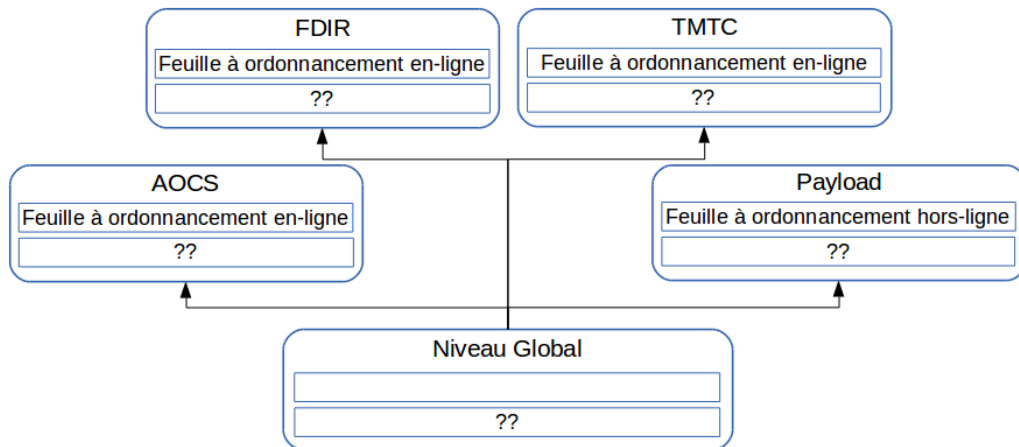 FDIR
Feuille à ordonnancement en-ligne
??
TMTC
Feuille à ordonnancement en-ligne
??
AOCS
Feuille à ordonnancement en-ligne
??
Payload
Feuille à ordonnancement hors-ligne
??
Niveau Global
??